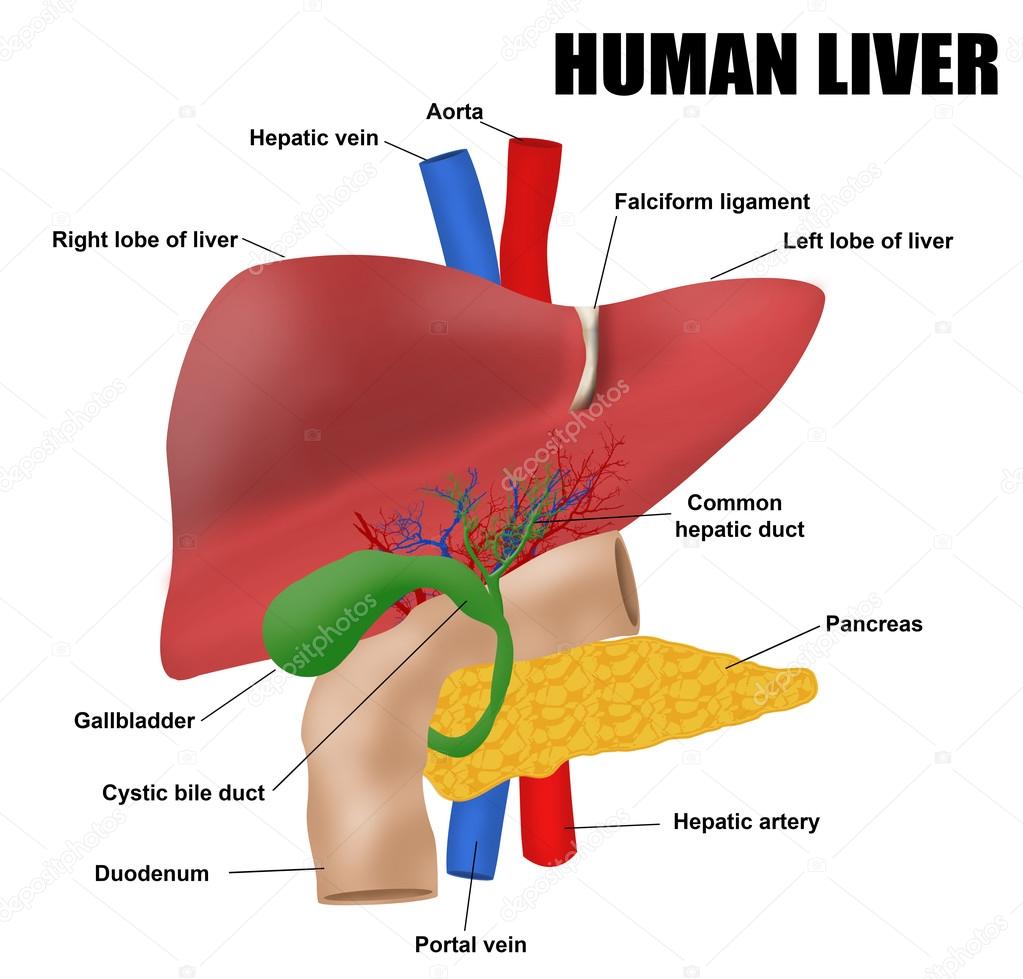 HUMAN LIVER
Aorta
Hepatic vein
Falciform ligament
Right lobe of liver
Left lobe of liver
Common
hepatic duct
Pancreas
Gallbladder
Cystic bile duct
Hepatic artery
Duodenum
Portal vein
depositphotos